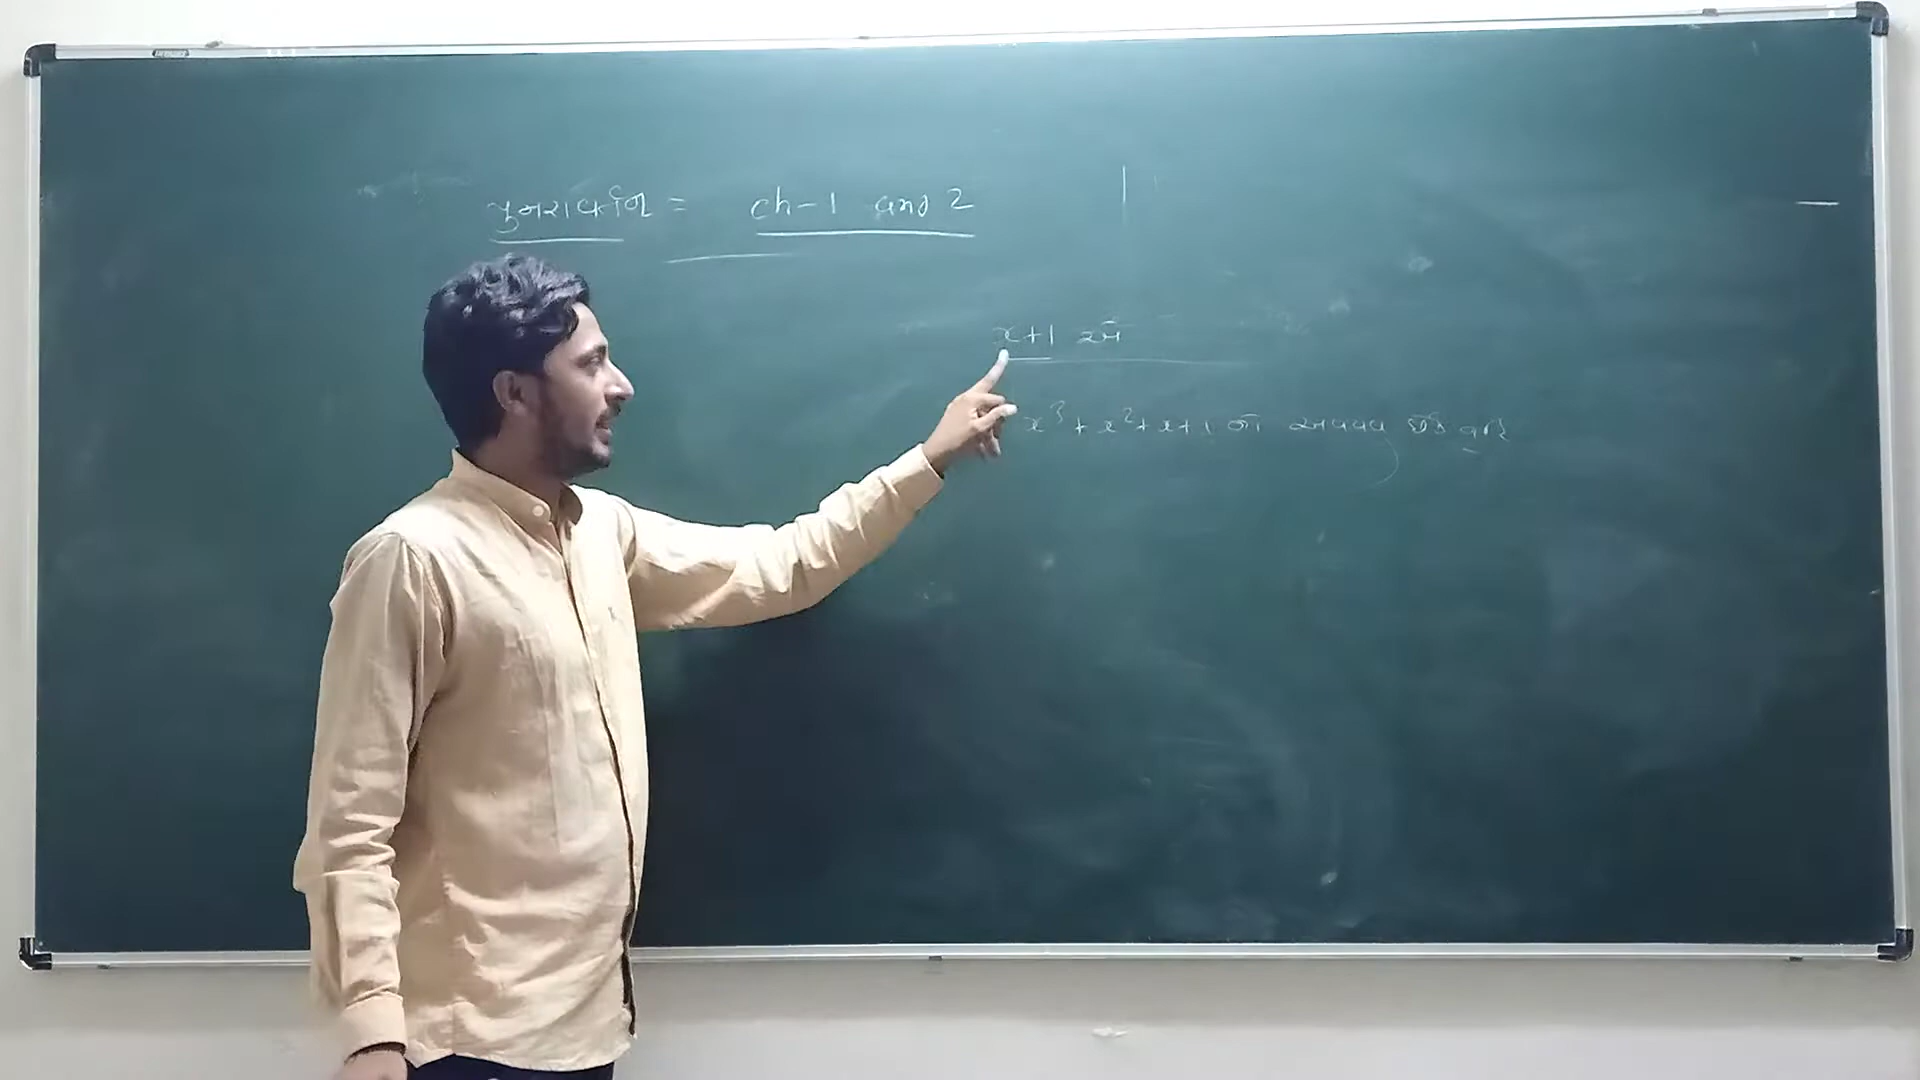 પુનરાવર્તન = ch-1 and 2
x+1 એ
x³+x²+x+1 નો અવયવ છે કે નહિ